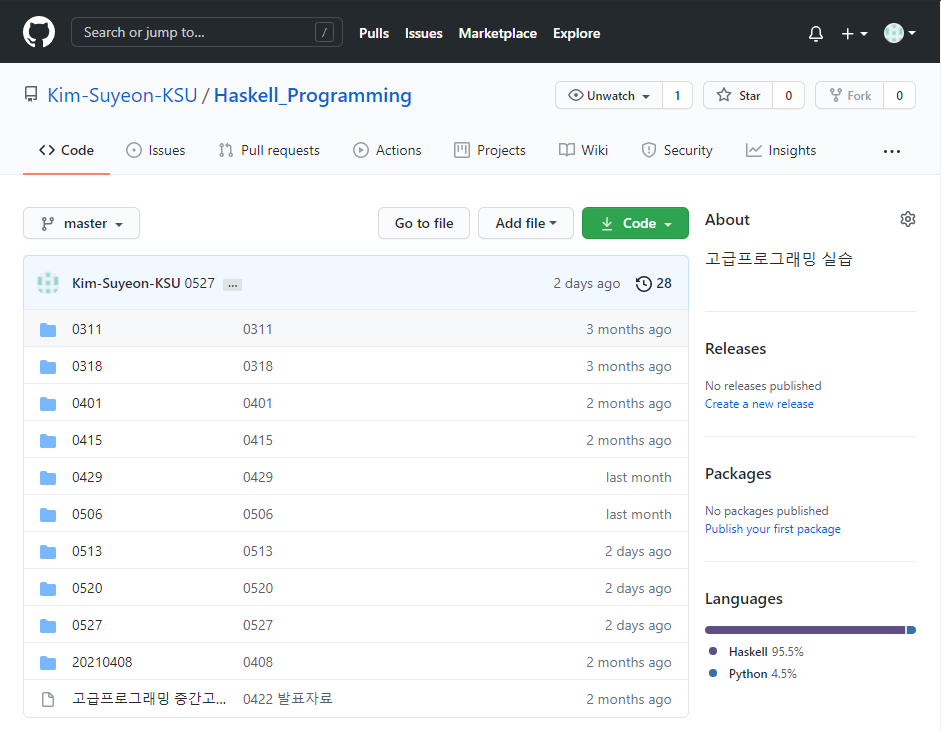 Search or jump to... / Pulls Issues Marketplace Explore
Kim-Suyeon-KSU / Haskell_Programming Unwatch 1 Star 0 Fork 0
Code Issues Pull requests Actions Projects Wiki Security Insights ...
master Go to file Add file Code
Kim-Suyeon-KSU 0527 ... 2 days ago 28
0311 0311 3 months ago
0318 0318 3 months ago
0401 0401 2 months ago
0415 0415 2 months ago
0429 0429 last month
0506 0506 last month
0513 0513 2 days ago
0520 0520 2 days ago
0527 0527 2 days ago
20210408 0408 2 months ago
고급프로그래밍 중간고... 0422 발표자료 2 months ago
About
고급프로그래밍 실습
Releases
No releases published
Create a new release
Packages
No packages published
Publish your first package
Languages
Haskell 95.5%
Python 4.5%